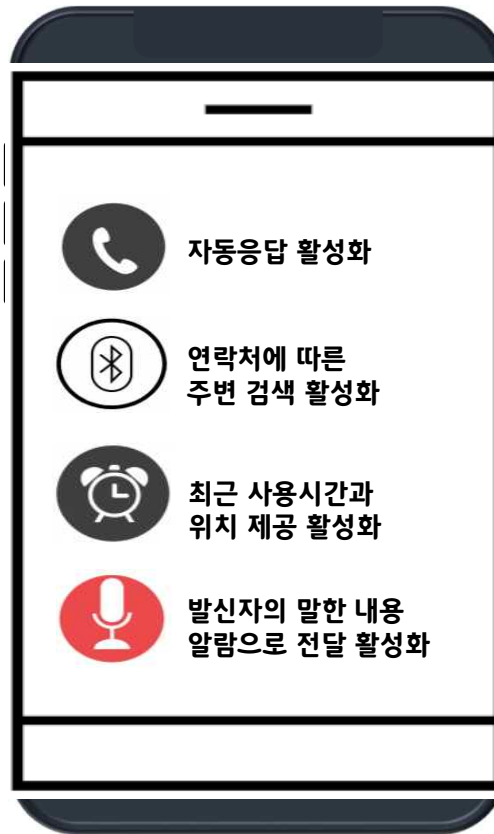 자동응답 활성화
연락처에 따른
주변 검색 활성화
최근 사용시간과
위치 제공 활성화
발신자의 말한 내용
알람으로 전달 활성화